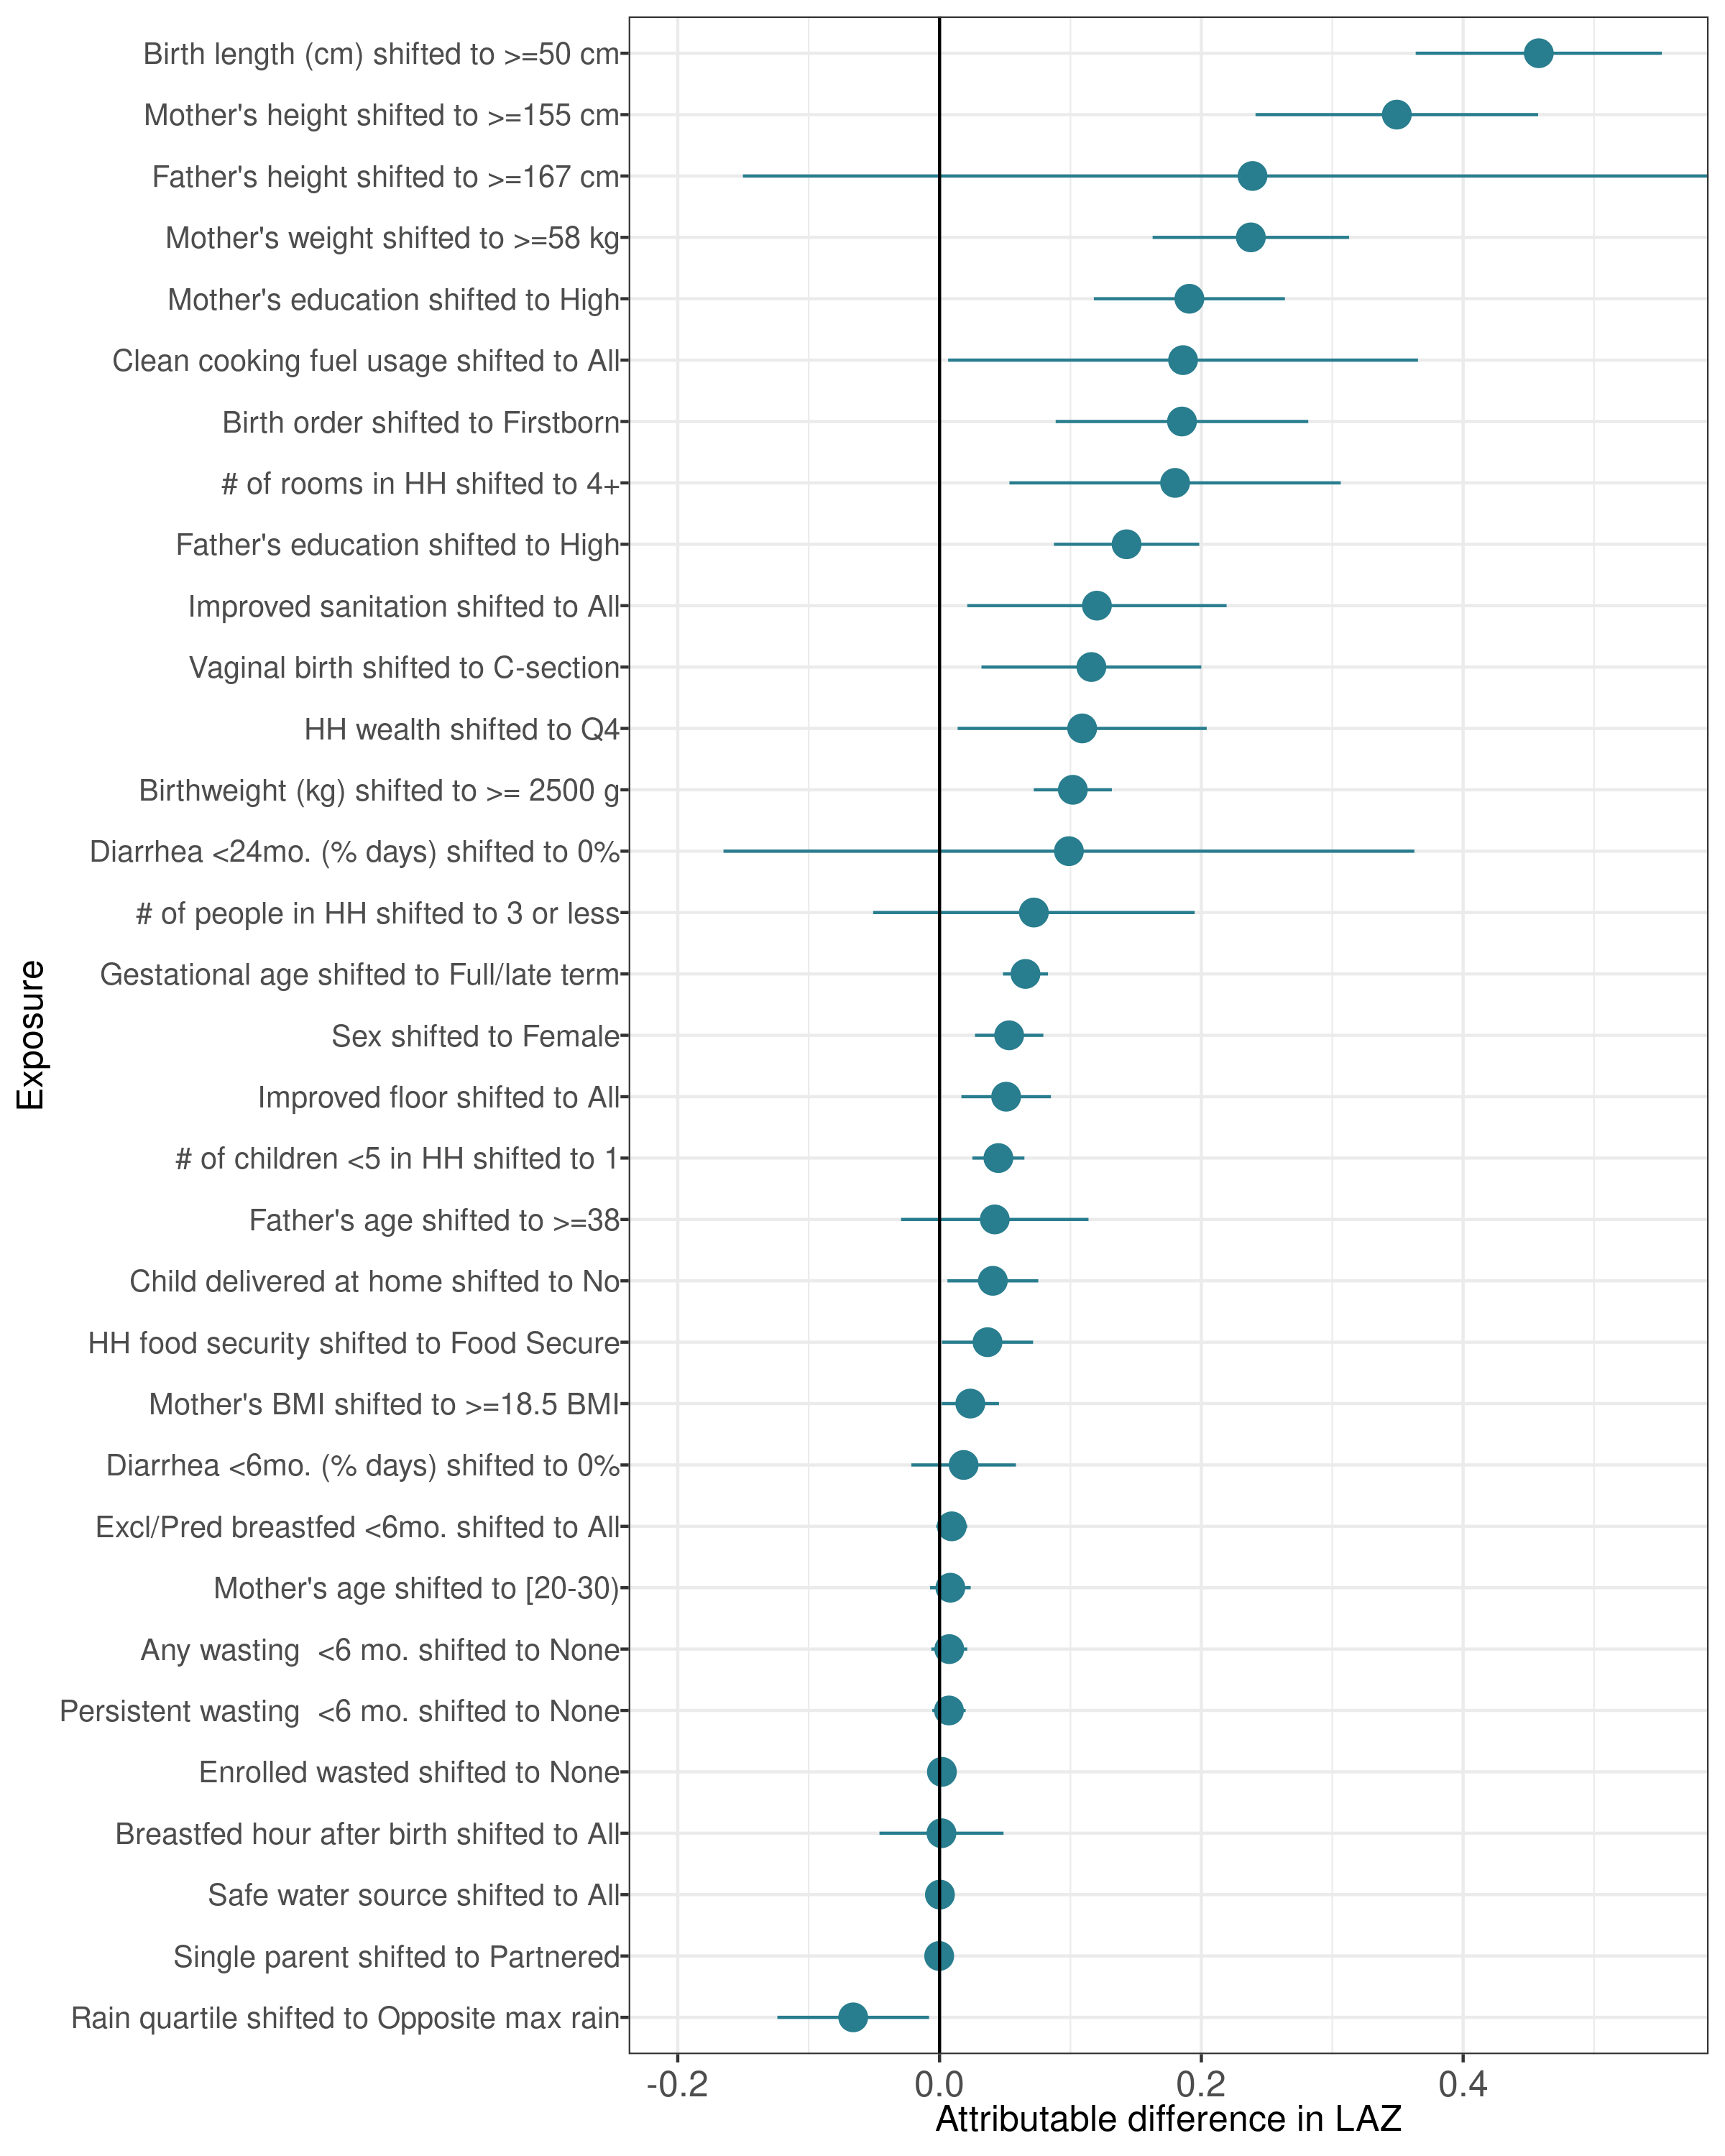 Birth length (cm) shifted to >=50 cm
Mother's height shifted to >=155 cm
Father's height shifted to >=167 cm
Mother's weight shifted to >=58 kg
Mother's education shifted to High
Clean cooking fuel usage shifted to All
Birth order shifted to Firstborn
# of rooms in HH shifted to 4+
Father's education shifted to High
Improved sanitation shifted to All
Vaginal birth shifted to C-section
HH wealth shifted to Q4
Birthweight (kg) shifted to >= 2500 g
Diarrhea <24mo. (% days) shifted to 0%
# of people in HH shifted to 3 or less
Gestational age shifted to Full/late term
Sex shifted to Female
Improved floor shifted to All
# of children <5 in HH shifted to 1
Father's age shifted to >=38
Child delivered at home shifted to No
HH food security shifted to Food Secure
Mother's BMI shifted to >=18.5 BMI
Diarrhea <6mo. (% days) shifted to 0%
Excl/Pred breastfed <6mo. shifted to All
Mother's age shifted to [20-30)
Any wasting  <6 mo. shifted to None
Persistent wasting  <6 mo. shifted to None
Enrolled wasted shifted to None
Breastfed hour after birth shifted to All
Safe water source shifted to All
Single parent shifted to Partnered
Rain quartile shifted to Opposite max rain
Exposure
-0.2 0.0 0.2 0.4
Attributable difference in LAZ